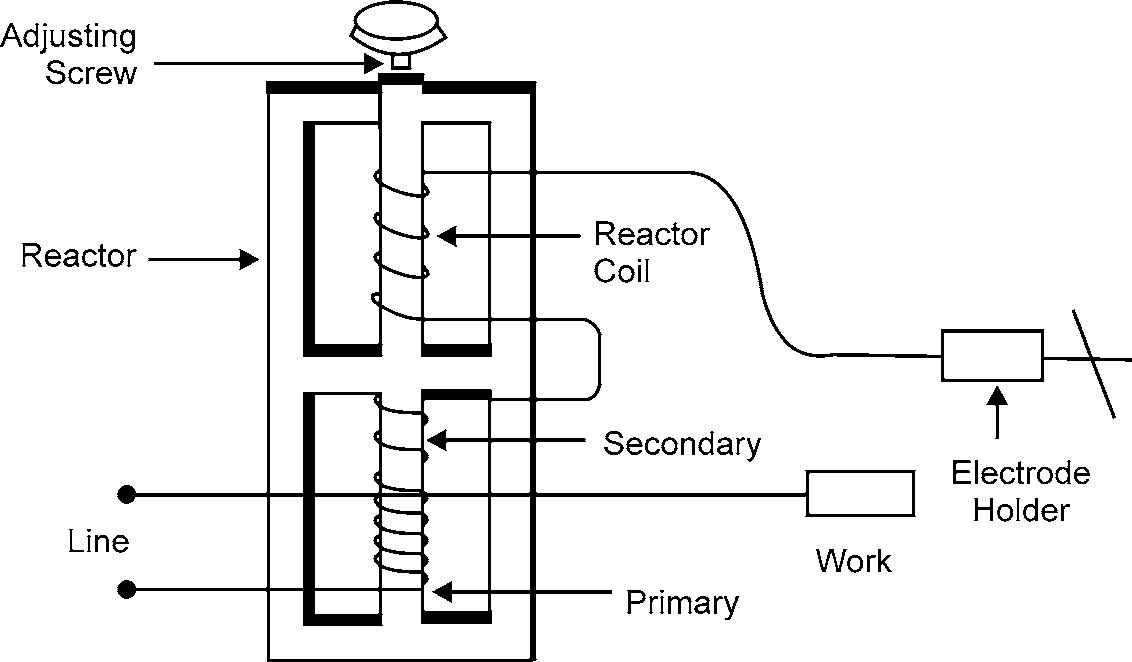 Adjusting
Screw
Reactor
Reactor
Coil
Secondary
Electrode
Holder
Line
Work
Primary